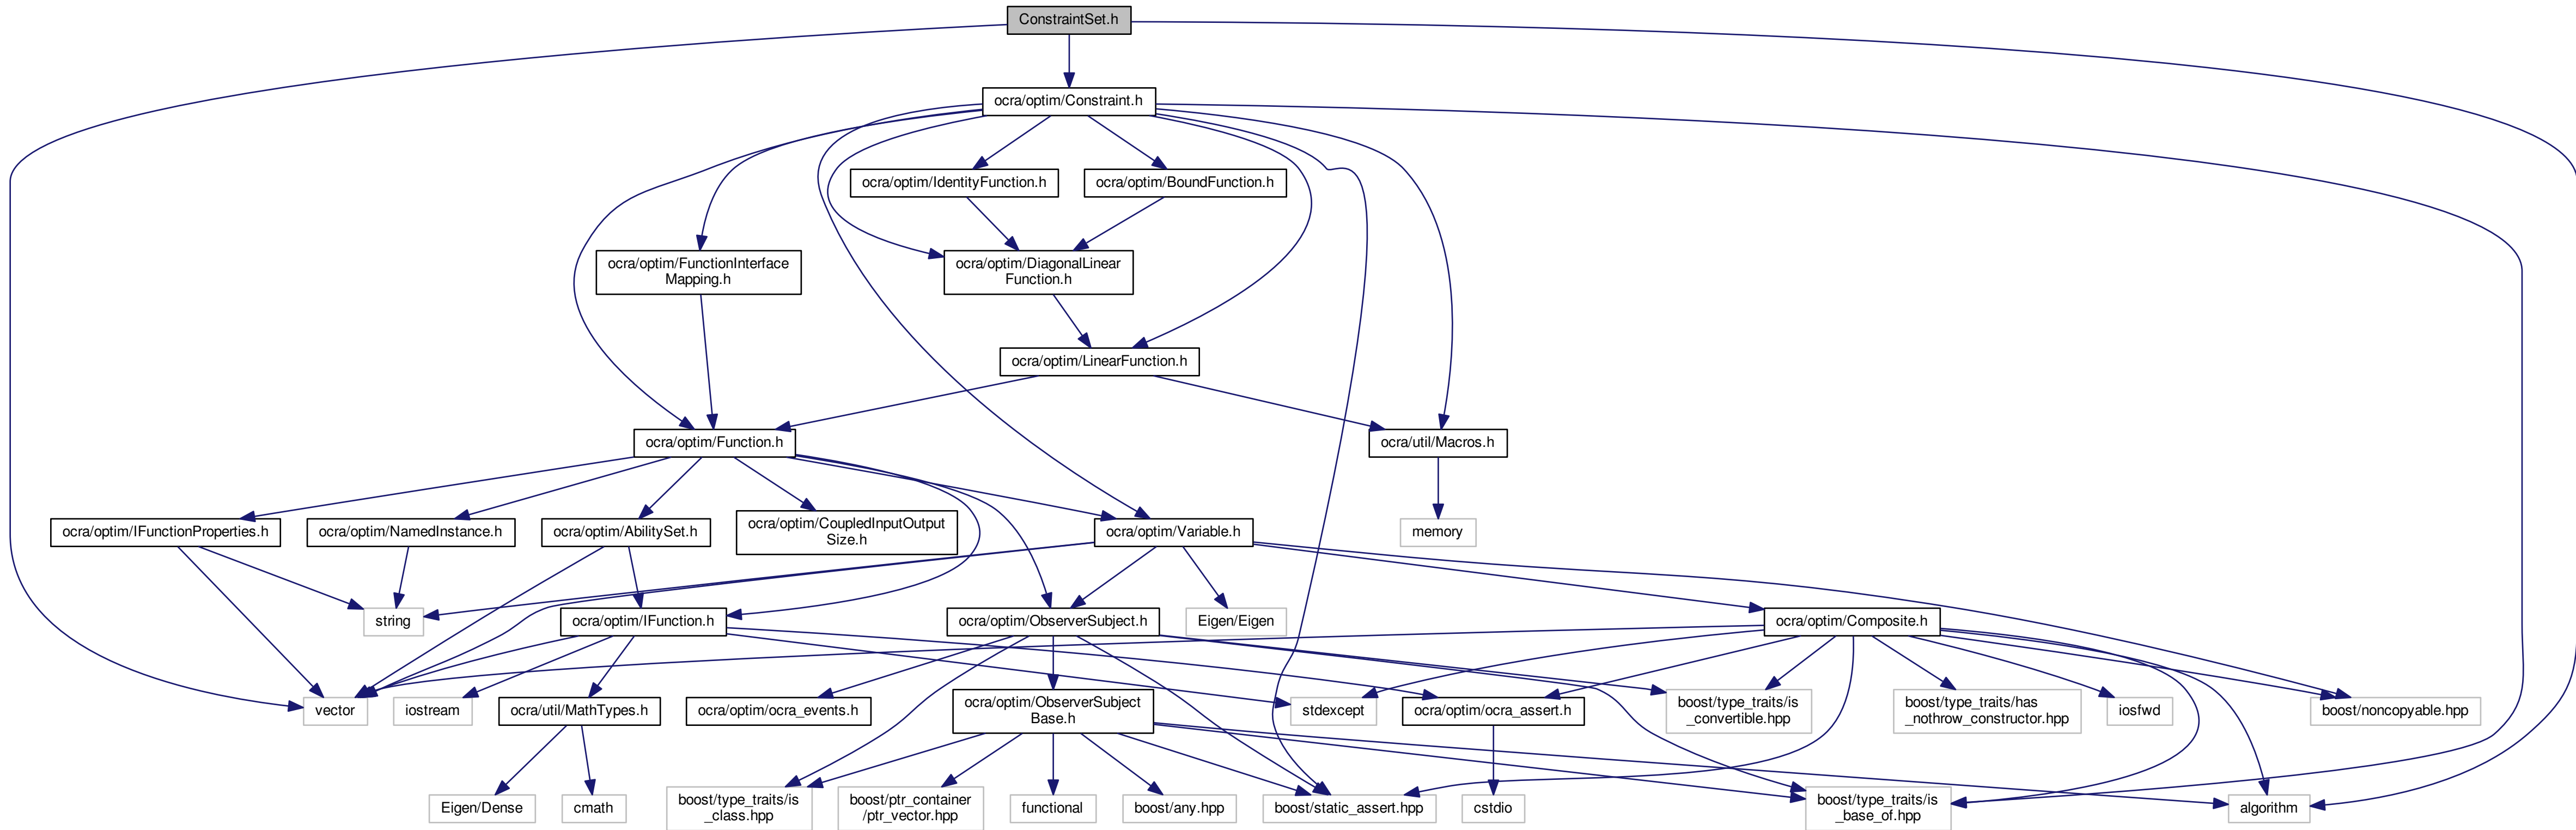 ConstraintSet.h
ocra/optim/Constraint.h
ocra/optim/IdentityFunction.h
ocra/optim/BoundFunction.h
ocra/optim/FunctionInterface
Mapping.h
ocra/optim/DiagonalLinear
Function.h
ocra/optim/LinearFunction.h
ocra/optim/Function.h
ocra/util/Macros.h
ocra/optim/IFunctionProperties.h
ocra/optim/NamedInstance.h
ocra/optim/AbilitySet.h
ocra/optim/CoupledInputOutput
Size.h
ocra/optim/Variable.h
memory
string
ocra/optim/IFunction.h
ocra/optim/ObserverSubject.h
Eigen/Eigen
ocra/optim/Composite.h
vector
iostream
ocra/util/MathTypes.h
ocra/optim/ocra_events.h
ocra/optim/ObserverSubject
Base.h
stdexcept
ocra/optim/ocra_assert.h
boost/type_traits/is
_convertible.hpp
boost/type_traits/has
_nothrow_constructor.hpp
iosfwd
boost/noncopyable.hpp
Eigen/Dense
cmath
boost/type_traits/is
_class.hpp
boost/ptr_container
/ptr_vector.hpp
functional
boost/any.hpp
boost/static_assert.hpp
cstdio
boost/type_traits/is
_base_of.hpp
algorithm